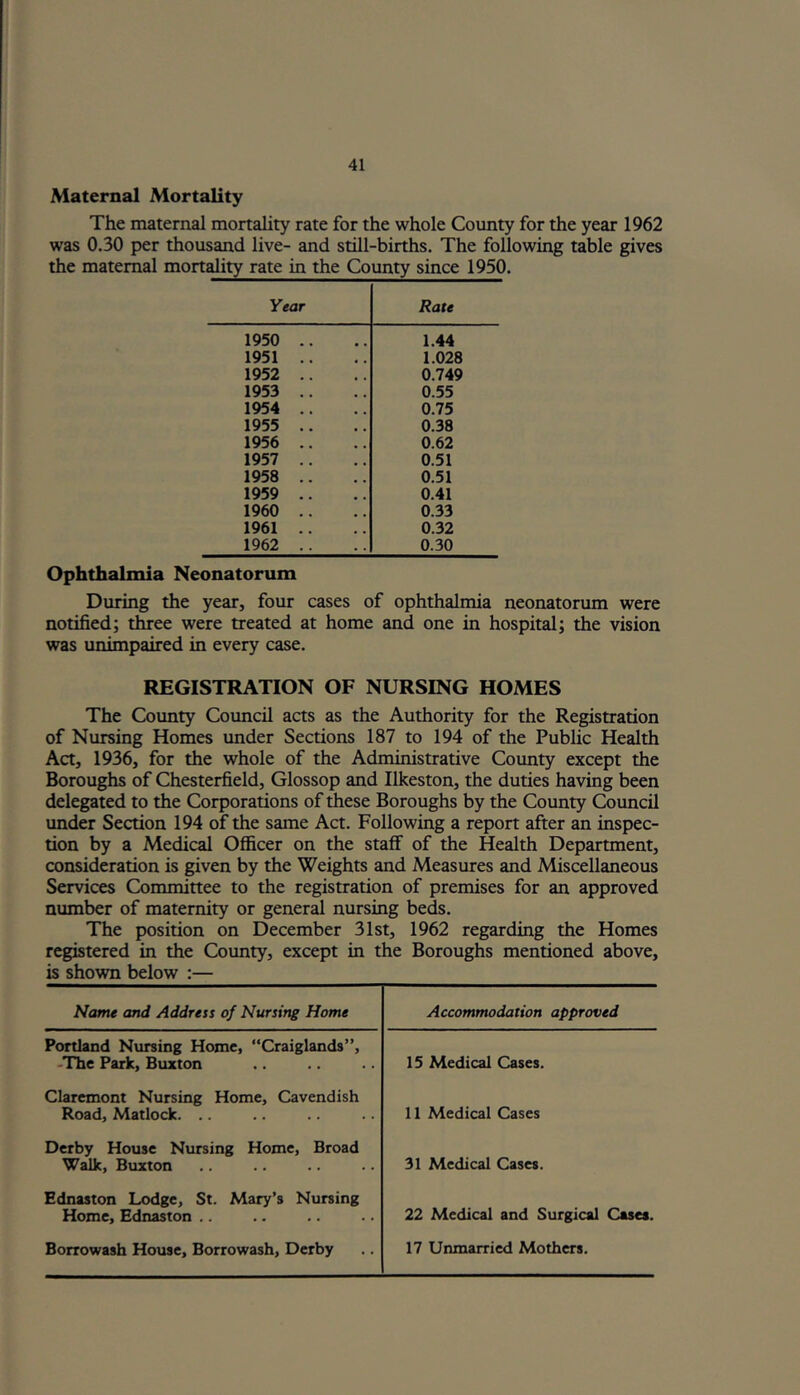 41
Maternal Mortality
The maternal mortality rate for the whole County for the year 1962
was 0.30 per thousand live- and still-births. The following table gives
the maternal mortality rate in the County since 1950.
Year Rate
1950 .. .. 1.44
1951 .. .. 1.028
1952 .. .. 0.749
1953 .. .. 0.55
1954 .. .. 0.75
1955 .. .. 0.38
1956 .. .. 0.62
1957 .. .. 0.51
1958 .. .. 0.51
1959 .. .. 0.41
1960 .. .. 0.33
1961 .. .. 0.32
1962 .. .. 0.30
Ophthalmia Neonatorum
During the year, four cases of ophthalmia neonatorum were
notified; three were treated at home and one in hospital; the vision
was unimpaired in every case.
REGISTRATION OF NURSING HOMES
The County Council acts as the Authority for the Registration
of Nursing Homes under Sections 187 to 194 of the Public Health
Act, 1936, for the whole of the Administrative County except the
Boroughs of Chesterfield, Glossop and Ilkeston, the duties having been
delegated to the Corporations of these Boroughs by the County Council
under Section 194 of the same Act. Following a report after an inspec-
tion by a Medical Officer on the staff of the Health Department,
consideration is given by the Weights and Measures and Miscellaneous
Services Committee to the registration of premises for an approved
number of maternity or general nursing beds.
The position on December 31st, 1962 regarding the Homes
registered in the County, except in the Boroughs mentioned above,
is shown below :—
Name and Address of Nursing Home Accommodation approved
Portland Nursing Home, “Craiglands”,
The Park, Buxton .. .. .. 15 Medical Cases.
Claremont Nursing Home, Cavendish
Road, Matlock. .. .. .. .. 11 Medical Cases
Derby House Nursing Home, Broad
Walk, Buxton .. .. .. .. 31 Medical Cases.
Ednaston Lodge, St. Mary’s Nursing
Home, Ednaston .. .. .. .. 22 Medical and Surgical Cases.
Borrowash House, Borrowash, Derby .. 17 Unmarried Mothers.